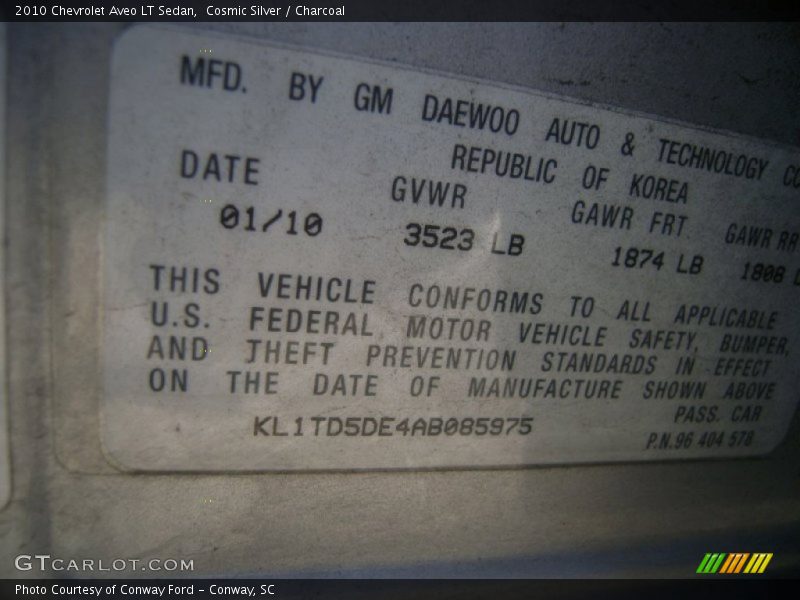 2010 Chevrolet Aveo LT Sedan,  Cosmic Silver / Charcoal
MFD. BY GM DAEWOO AUTO & TECHNOLOGY CO
REPUBLIC OF KOREA
DATE GVWR GAWR FRT. GAWR RR
01/10 3523 LB 1874 LB 1808 L
THIS VEHICLE CONFORMS TO ALL APPLICABLE
U.S. FEDERAL MOTOR VEHICLE SAFETY, BUMPER,
AND THEFT PREVENTION STANDARDS IN EFFECT
ON THE DATE OF MANUFACTURE SHOWN ABOVE
PASS. CAR
KL1TD5DE4AB085975
P.N.96 404 578
GTCARLOT.COM
Photo Courtesy of Conway Ford - Conway, SC